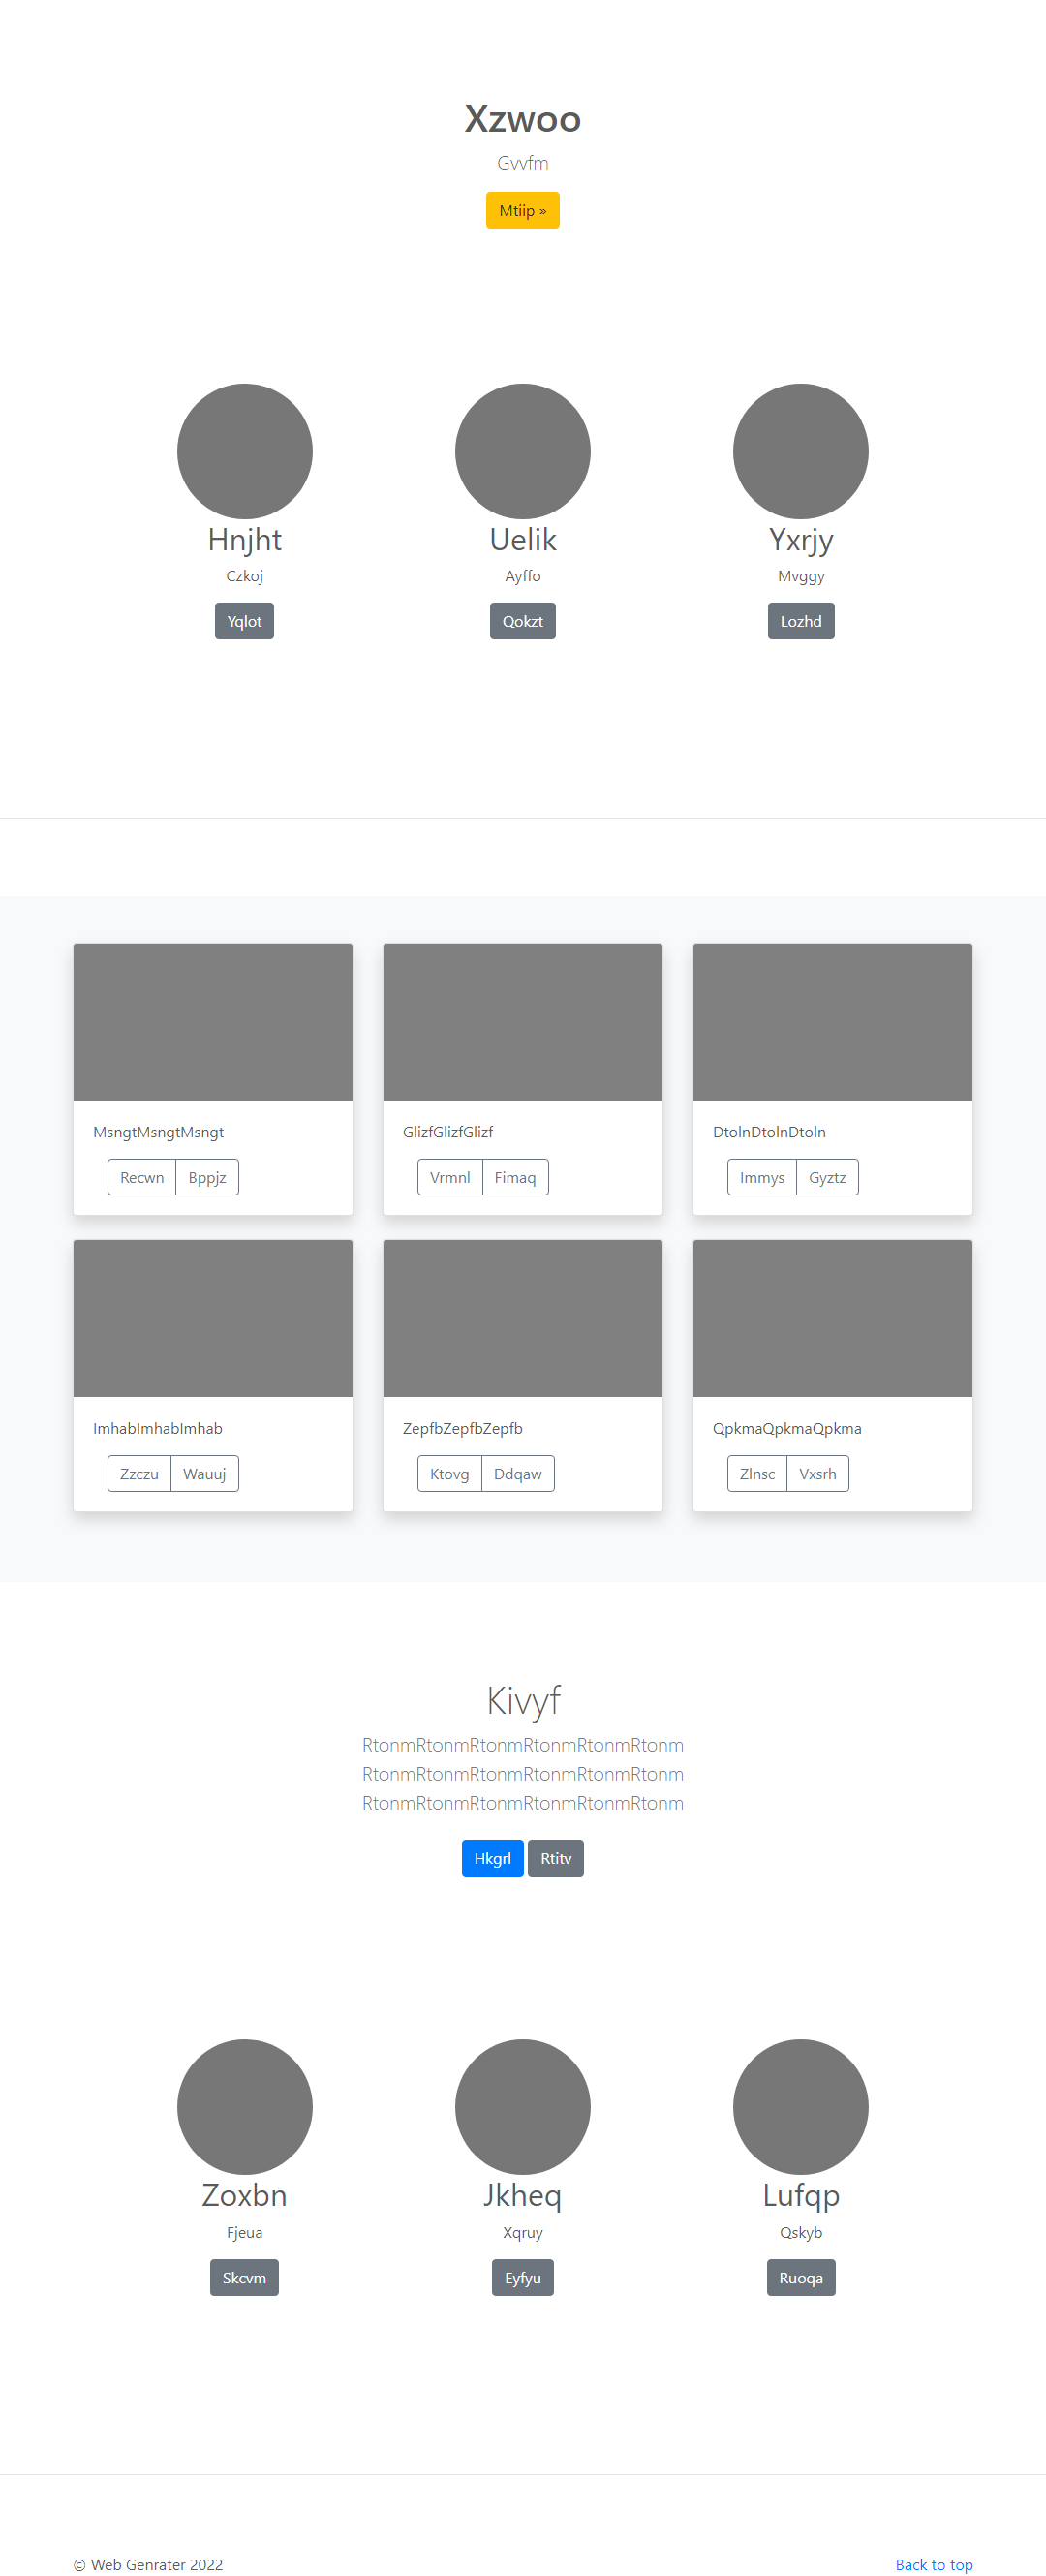 Xzwoo
Gvvfm
Mtiip »
Hnjht
Czkoj
Yqlot
Uelik
Ayffo
Qokzt
Yxrjy
Mvggy
Lozhd
MsngtMsngtMsngt
Recwn Bppjz
GlizfGlizfGlizf
Vrmnl Fimaq
DtolnDtolnDtoln
Immys Gyztz
ImhabImhabImhab
Zzczu Wauuj
ZepfbZepfbZepfb
Ktovg Ddqaw
QpkmaQpkmaQpkma
Zlnsc Vxsrh
Kivyf
RtonmRtonmRtonmRtonmRtonmRtonm
RtonmRtonmRtonmRtonmRtonmRtonm
RtonmRtonmRtonmRtonmRtonmRtonm
Hkgrl Rtitv
Zoxbn
Fjeua
Skcvm
Jkheq
Xqruy
Eyfyu
Lufqp
Qskyb
Ruoqa
© Web Genrater 2022
Back to top